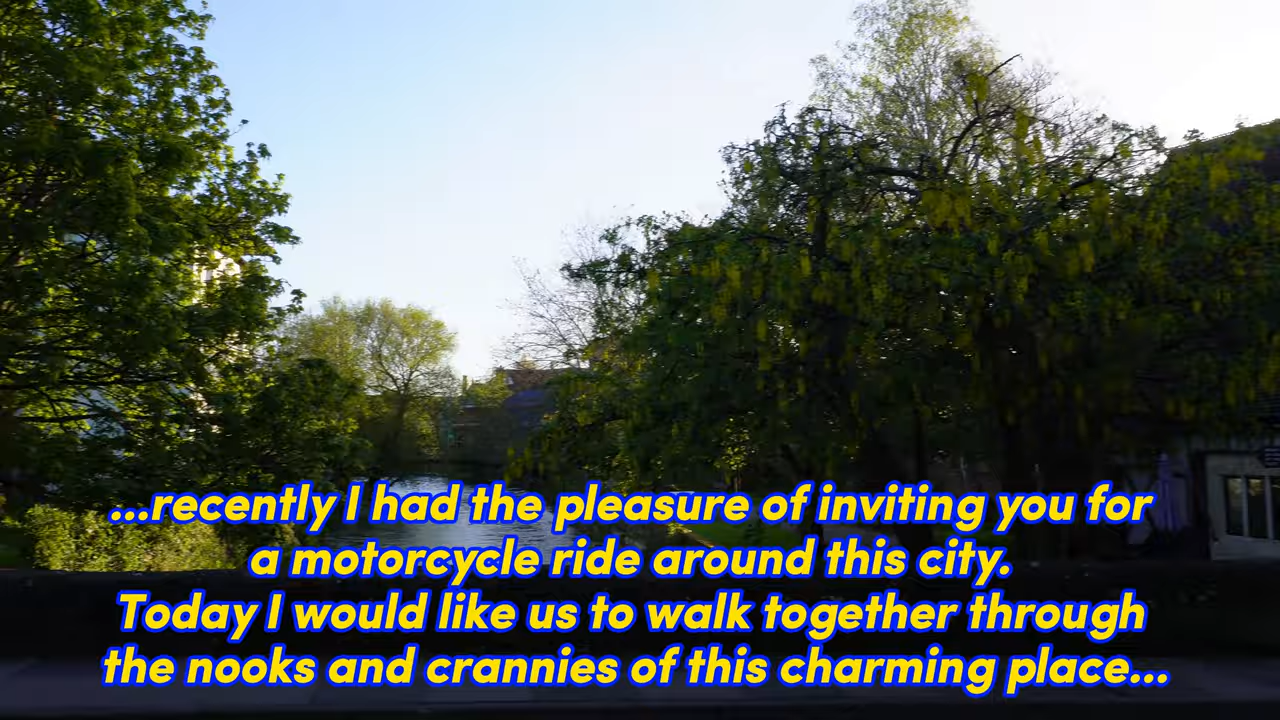 ...recently I had the pleasure of inviting you for
a motorcycle ride around this city.
Today I would like us to walk together through
the nooks and crannies of this charming place...